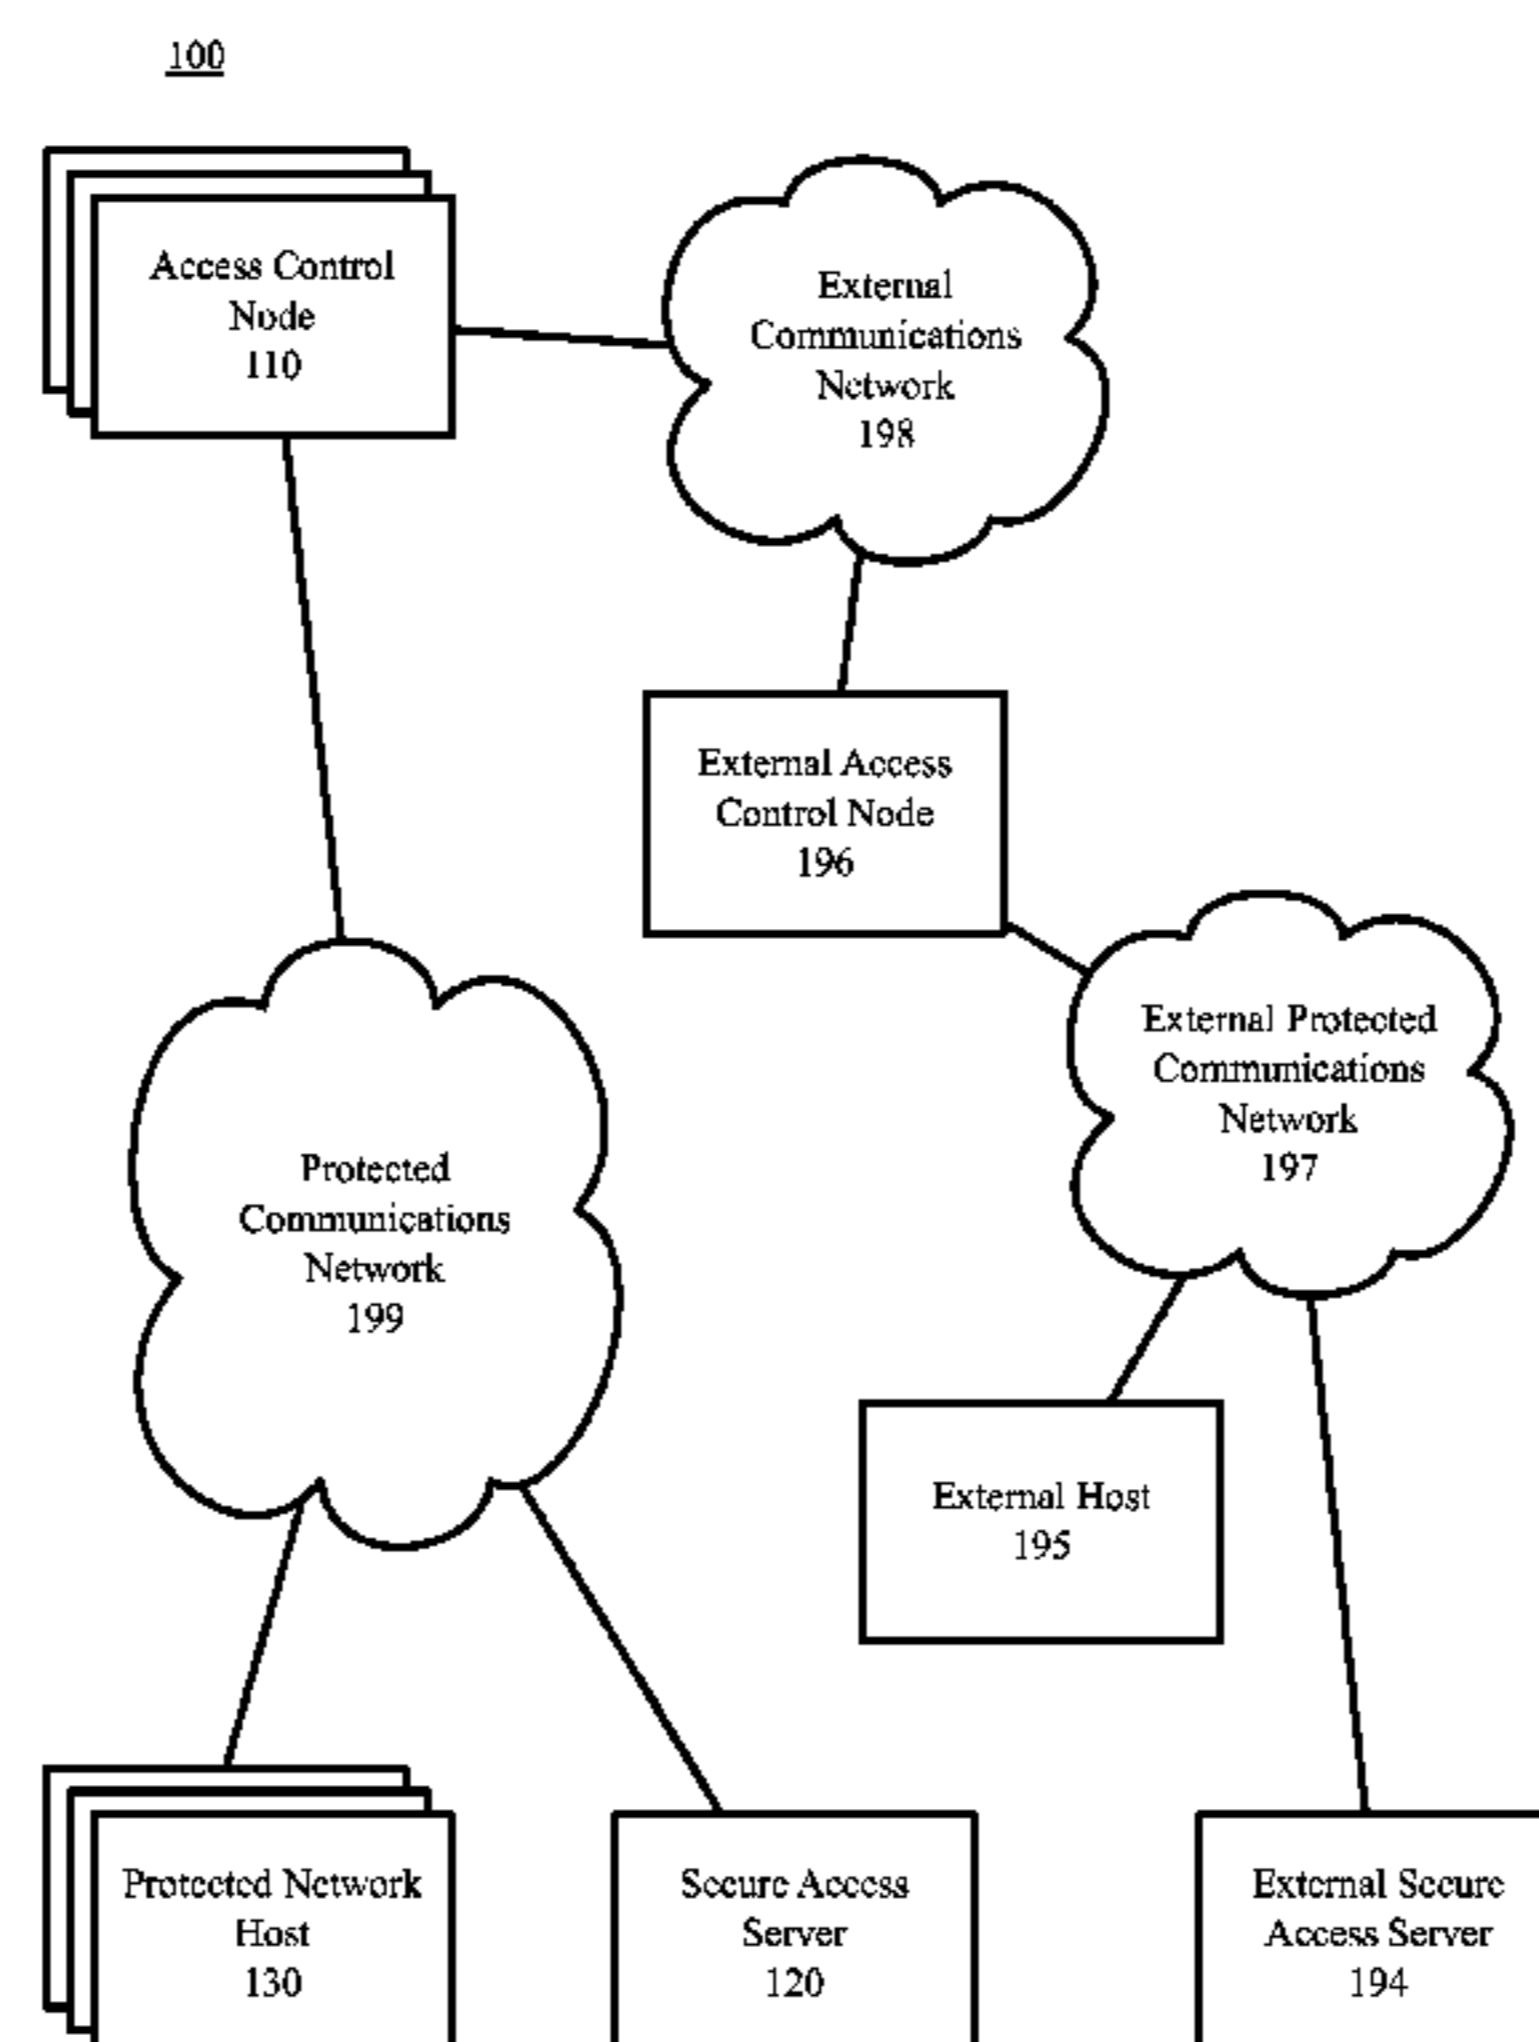 100
Access Control
Node
110
External
Communications
Network
198
External Access
Control Node
196
External Protected
Communications
Network
197
Protected
Communications
Network
199
External Host
195
Protected Network
Host
130
Secure Access
Server
120
External Secure
Access Server
194